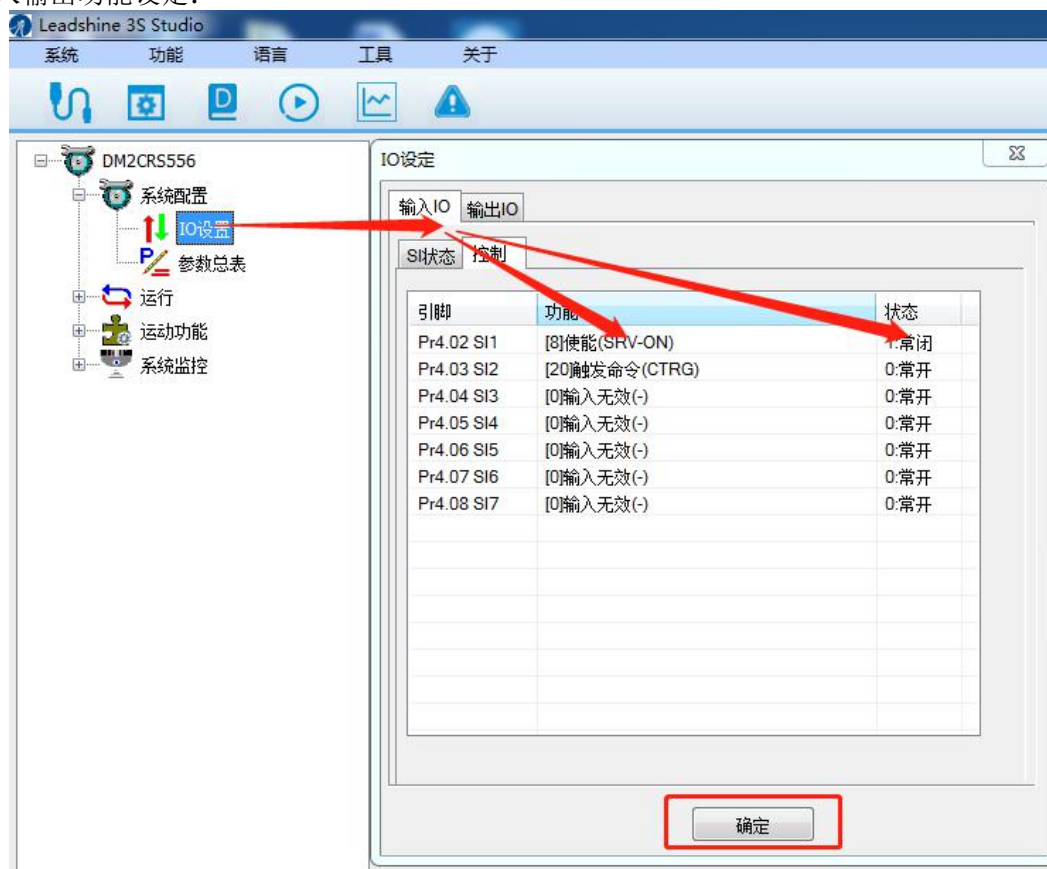 输出功能设定:
Leadshine 3S Studio
系统 功能 语言 工具 关于
DM2CRS556
系统配置
IO设置
参数总表
运行
运动功能
系统监控
IO设定
输入IO 输出IO
SI状态 控制
引脚 功能 状态
Pr4.02 SI1 [8]使能(SRV-ON) 1:常闭
Pr4.03 SI2 [20]触发命令(CTRG) 0:常开
Pr4.04 SI3 [0]输入无效(-) 0:常开
Pr4.05 SI4 [0]输入无效(-) 0:常开
Pr4.06 SI5 [0]输入无效(-) 0:常开
Pr4.07 SI6 [0]输入无效(-) 0:常开
Pr4.08 SI7 [0]输入无效(-) 0:常开
确定